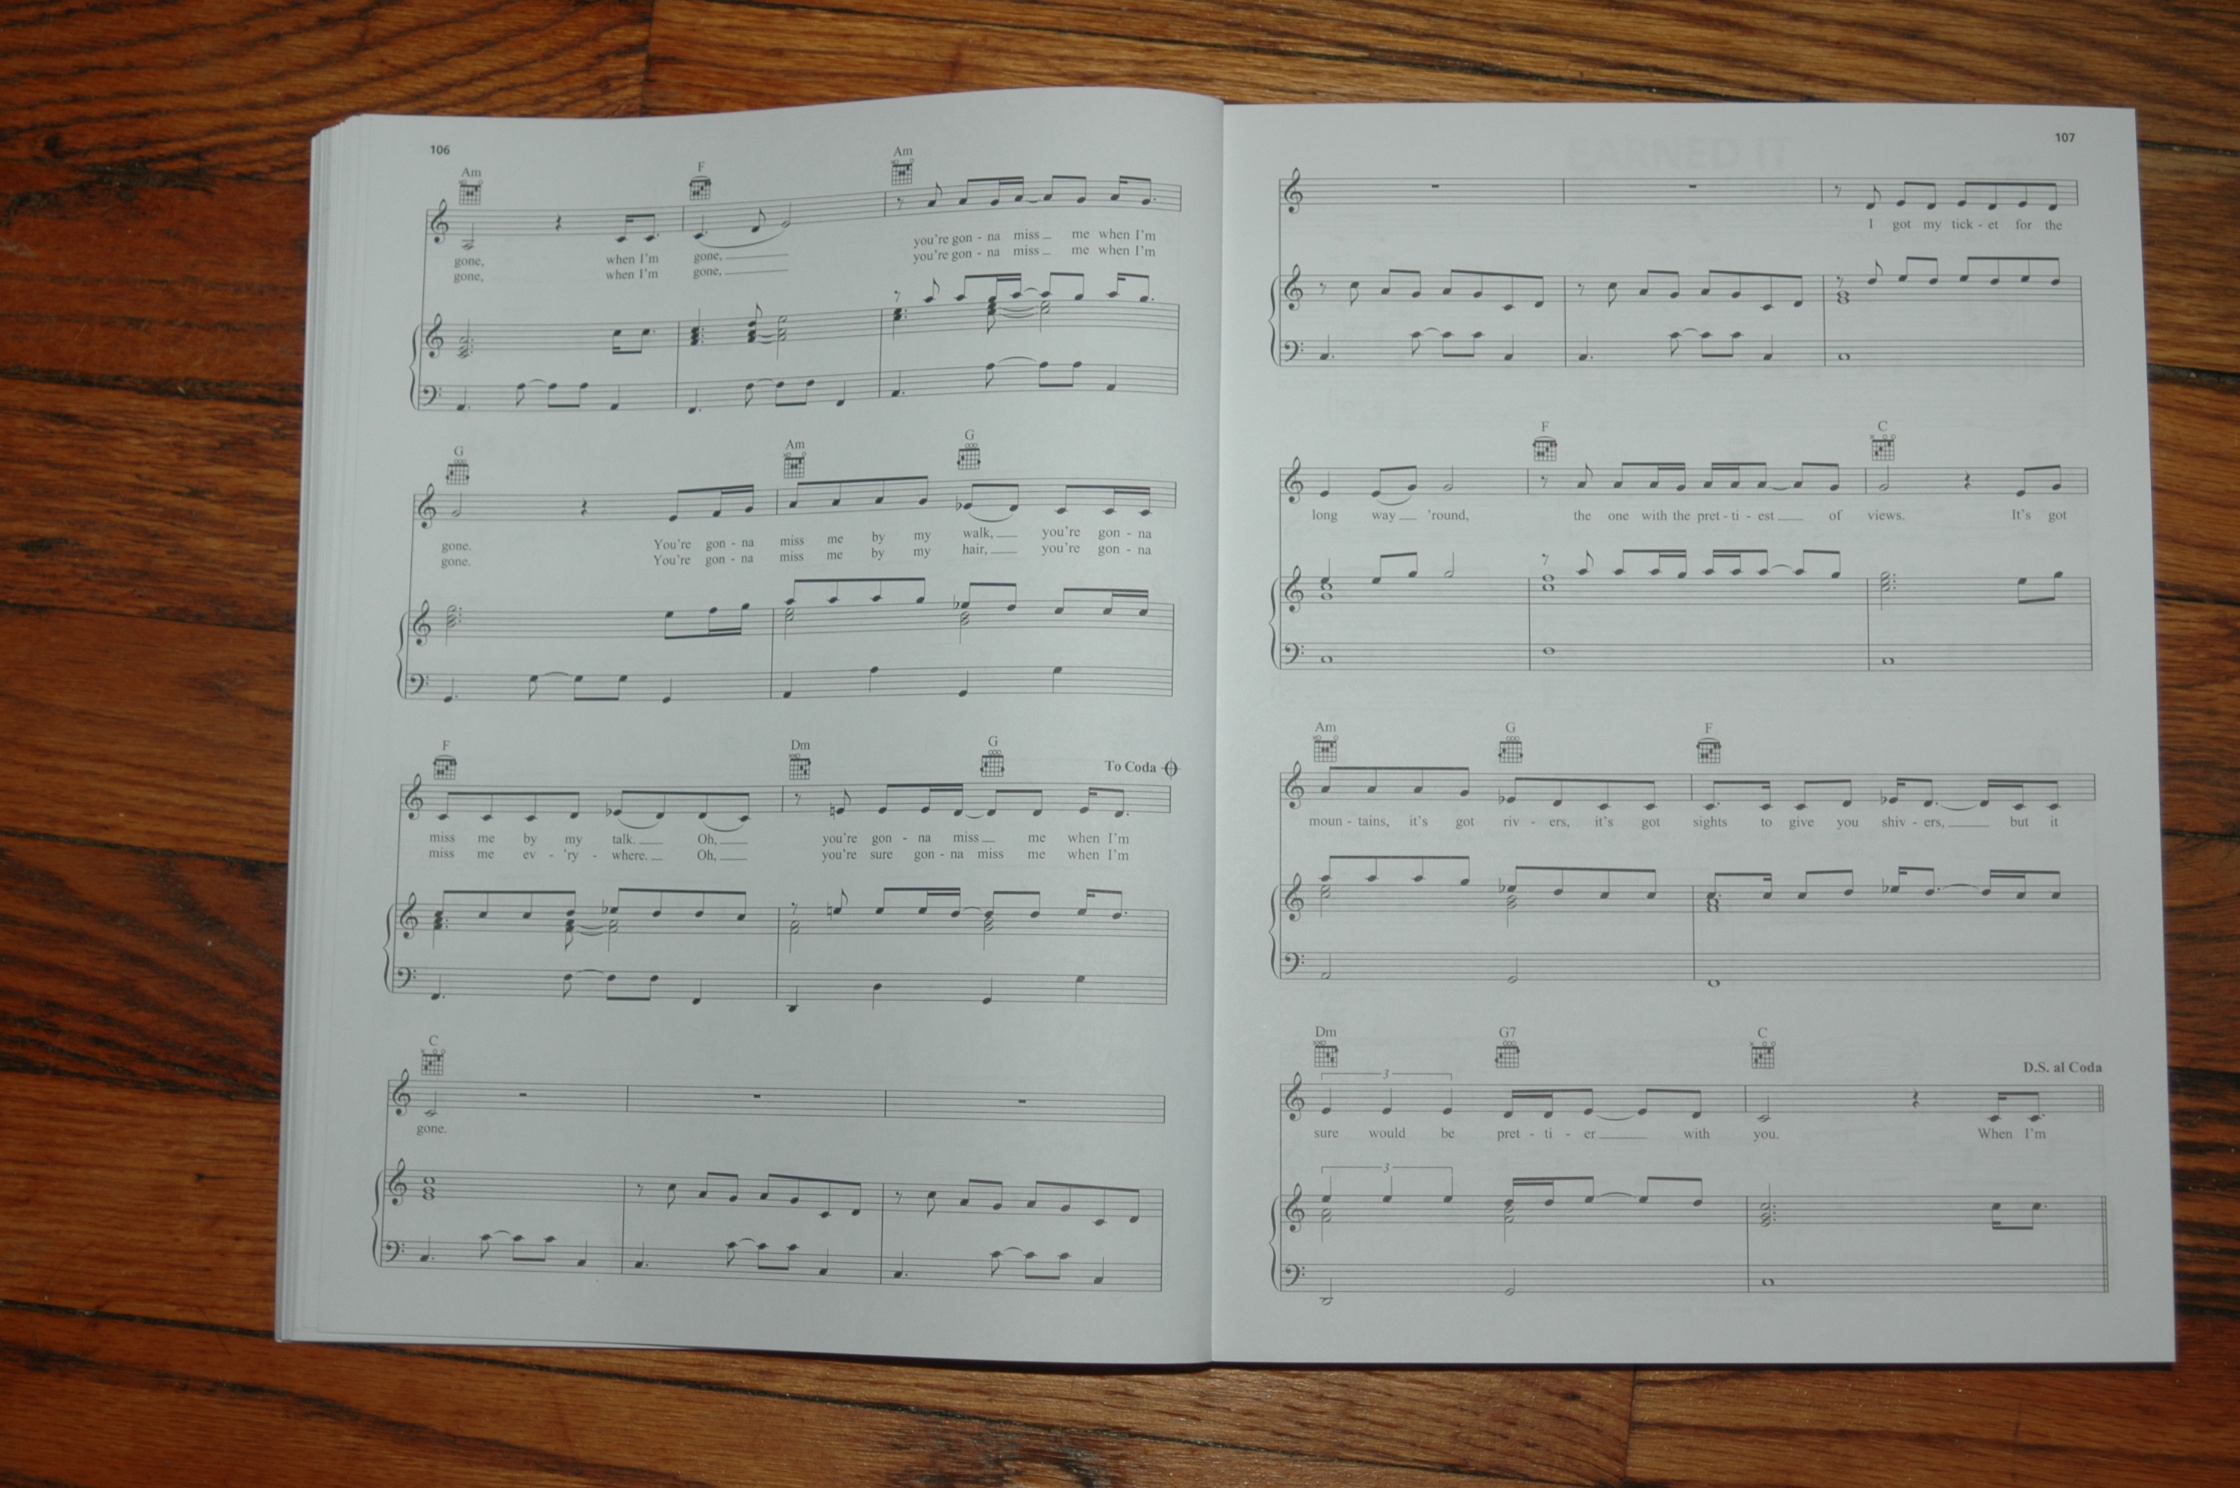 106
Am F Am
gone, when I'm gone, you're gon - na miss me when I'm
gone, when I'm gone, you're gon - na miss me when I'm
G Am G
gone. You're gon - na miss me by my walk, you're gon - na
gone. You're gon - na miss me by my hair, you're gon - na
F Dm G To Coda
miss me by my talk. Oh, you're gon - na miss me when I'm
miss me ev - 'ry - where. Oh, you're sure gon - na miss me when I'm
C
gone.
107
EARNED IT
I got my tick - et for the
F C
long way 'round, the one with the pret - ti - est of views. It's got
Am G F
moun - tains, it's got riv - ers, it's got sights to give you shiv - ers, but it
Dm G7 C D.S. al Coda
3
sure would be pret - ti - er with you. When I'm
3